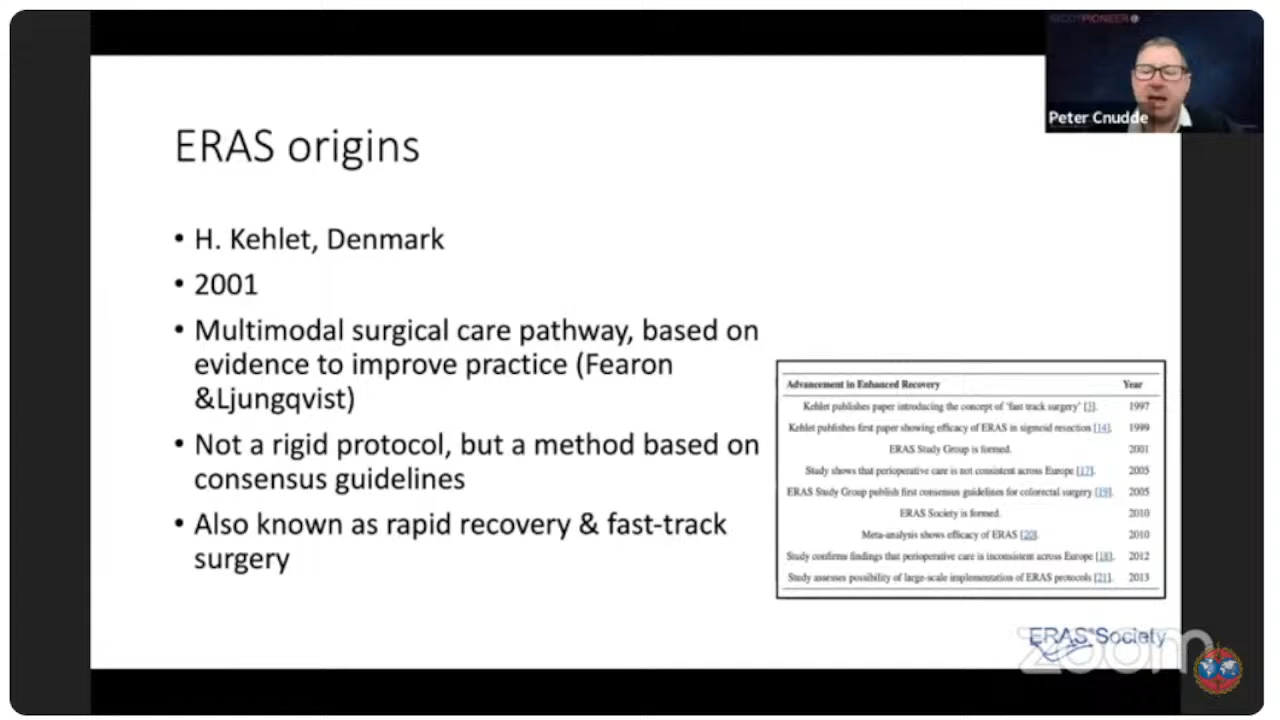 PIONEER
Peter Cnudde
ERAS origins
• H. Kehlet, Denmark
• 2001
• Multimodal surgical care pathway, based on
evidence to improve practice (Fearon
&Ljungqvist)
• Not a rigid protocol, but a method based on
consensus guidelines
• Also known as rapid recovery & fast-track
surgery
Advancement in Enhanced Recovery Year
Kehlet publishes paper introducing the concept of 'fast track surgery' [3]. 1997
Kehlet publishes first paper showing efficacy of ERAS in sigmoid resection [14]. 1999
ERAS Study Group is formed. 2001
Study shows that perioperative care is not consistent across Europe [17]. 2005
ERAS Study Group publish first consensus guidelines for colorectal surgery [19]. 2005
ERAS Society is formed. 2010
Meta-analysis shows efficacy of ERAS [20]. 2010
Study confirms findings that perioperative care is inconsistent across Europe [18]. 2012
Study assesses possibility of large-scale implementation of ERAS protocols [21]. 2013
ERAS® Society
zoom